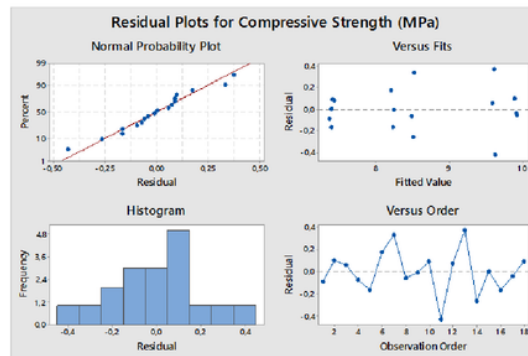 Residual Plots for Compressive Strength (MPa)
Normal Probability Plot
99
90
50
10
1
Percent
-0,50 -0,25 0,00 0,25 0,50
Residual
Versus Fits
0,4
0,2
0,0
-0,2
-0,4
Residual
8 9 10
Fitted Value
Histogram
4.8
3.6
2.4
1.2
0.0
Frequency
-0,4 -0,2 0,0 0,2 0,4
Residual
Versus Order
0,4
0,2
0,0
-0,2
-0,4
Residual
2 4 6 8 10 12 14 16 18
Observation Order